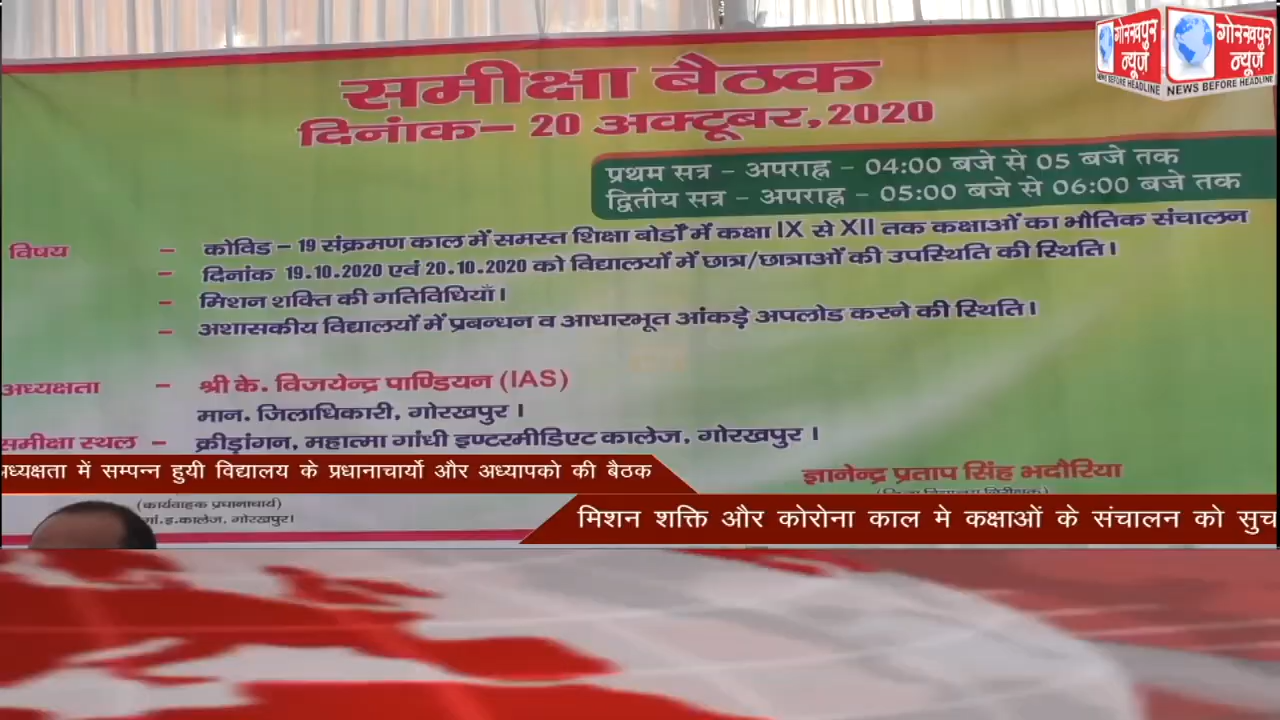 गोरखपुर
न्यूज
NEWS BEFORE HEADLINE
गोरखपुर
न्यूज
NEWS BEFORE HEADLINE
समीक्षा बैठक
दिनांक– 20 अक्टूबर, 2020
प्रथम सत्र – अपराह्न – 04:00 बजे से 05 बजे तक
द्वितीय सत्र – अपराह्न – 05:00 बजे से 06:00 बजे तक
विषय – कोविड – 19 संक्रमण काल में समस्त शिक्षा बोर्डों में कक्षा IX से XII तक कक्षाओं का भौतिक संचालन
– दिनांक 19.10.2020 एवं 20.10.2020 को विद्यालयों में छात्र/छात्राओं की उपस्थिति की स्थिति।
– मिशन शक्ति की गतिविधियाँ।
– अशासकीय विद्यालयों में प्रबन्धन व आधारभूत आंकड़े अपलोड करने की स्थिति।
अध्यक्षता – श्री के. विजयेन्द्र पाण्डियन (IAS)
मान. जिलाधिकारी, गोरखपुर।
समीक्षा स्थल – क्रीड़ांगन, महात्मा गांधी इण्टरमीडिएट कालेज, गोरखपुर।
अध्यक्षता में सम्पन्न हुयी विद्यालय के प्रधानाचार्यो और अध्यापको की बैठक
ज्ञानेन्द्र प्रताप सिंह भदौरिया
(कार्यवाहक प्रधानाचार्य)
गां.इ.कालेज, गोरखपुर।
मिशन शक्ति और कोरोना काल मे कक्षाओं के संचालन को सुच